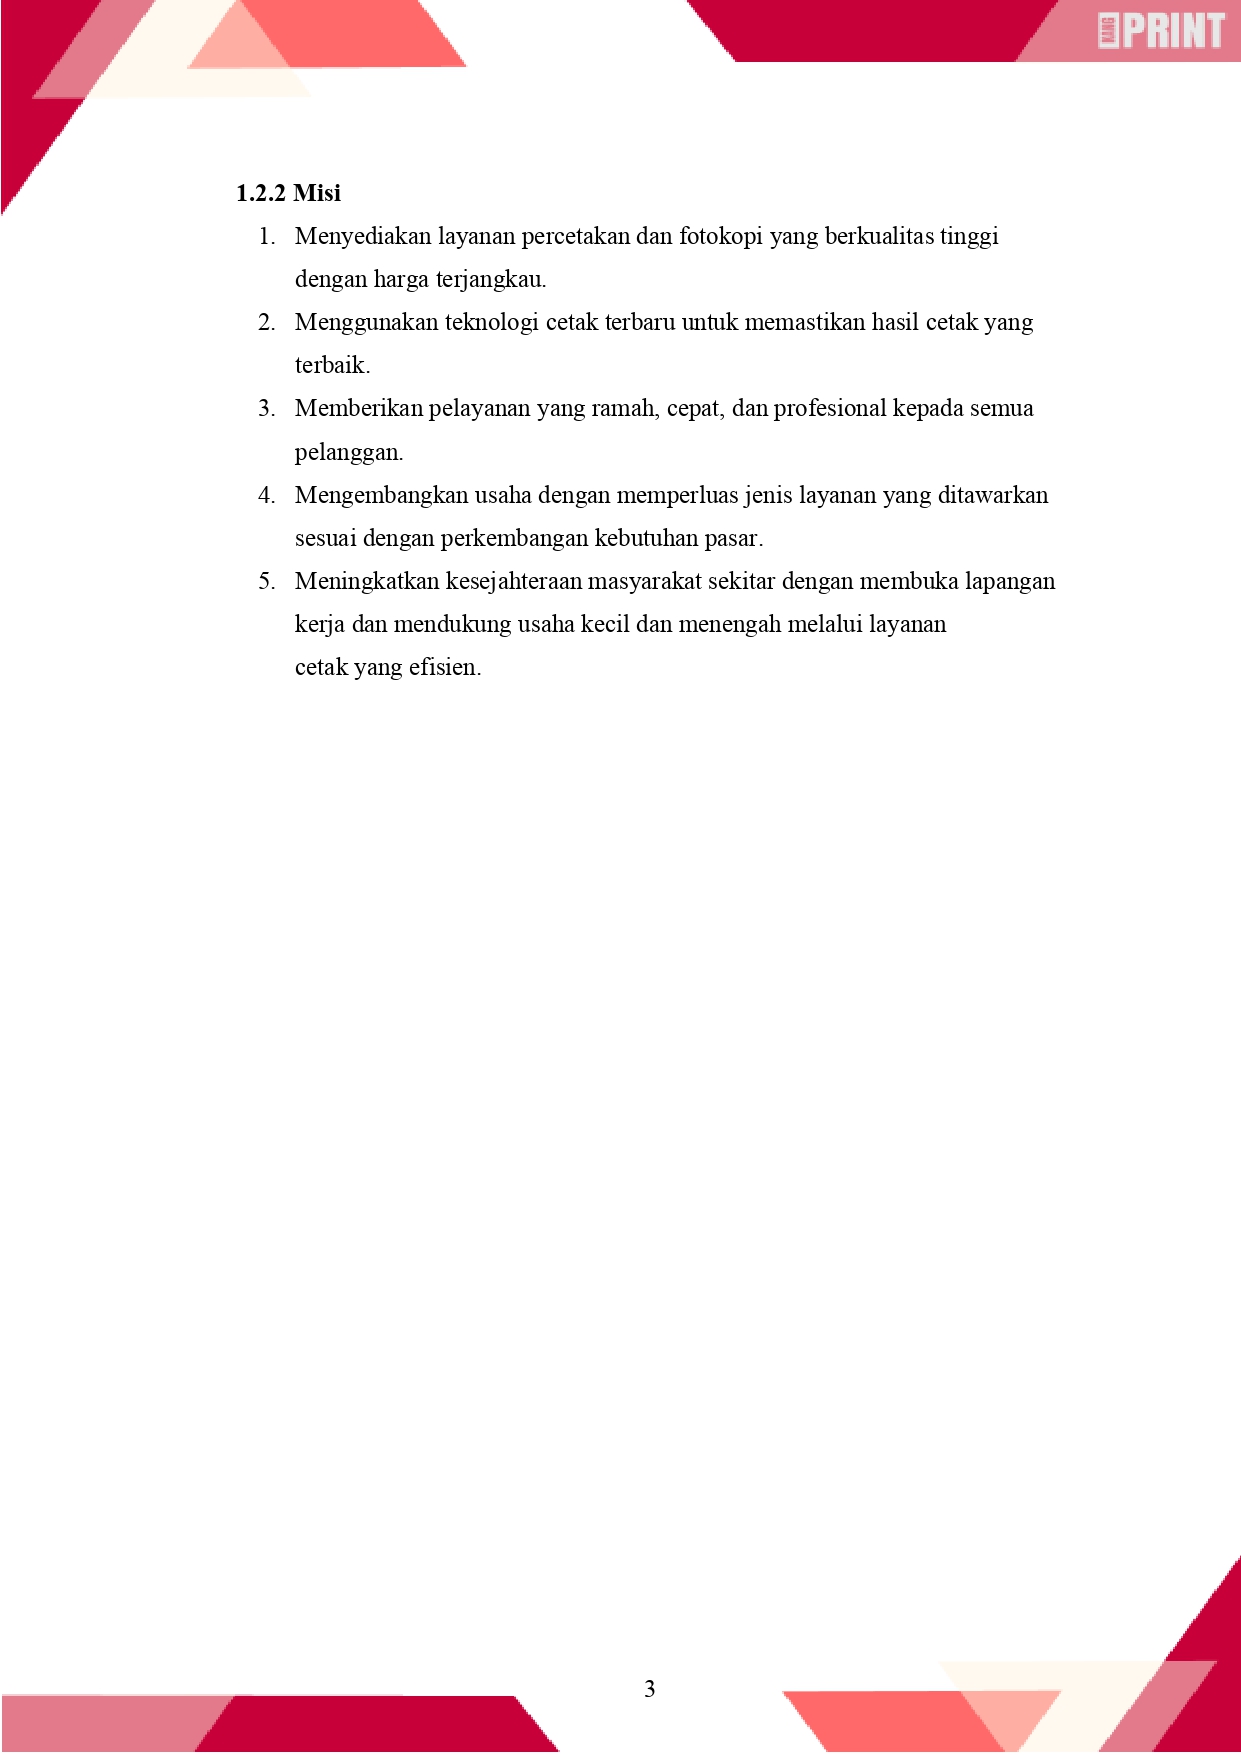 KANG PRINT
1.2.2 Misi
1. Menyediakan layanan percetakan dan fotokopi yang berkualitas tinggi
dengan harga terjangkau.
2. Menggunakan teknologi cetak terbaru untuk memastikan hasil cetak yang
terbaik.
3. Memberikan pelayanan yang ramah, cepat, dan profesional kepada semua
pelanggan.
4. Mengembangkan usaha dengan memperluas jenis layanan yang ditawarkan
sesuai dengan perkembangan kebutuhan pasar.
5. Meningkatkan kesejahteraan masyarakat sekitar dengan membuka lapangan
kerja dan mendukung usaha kecil dan menengah melalui layanan
cetak yang efisien.
3